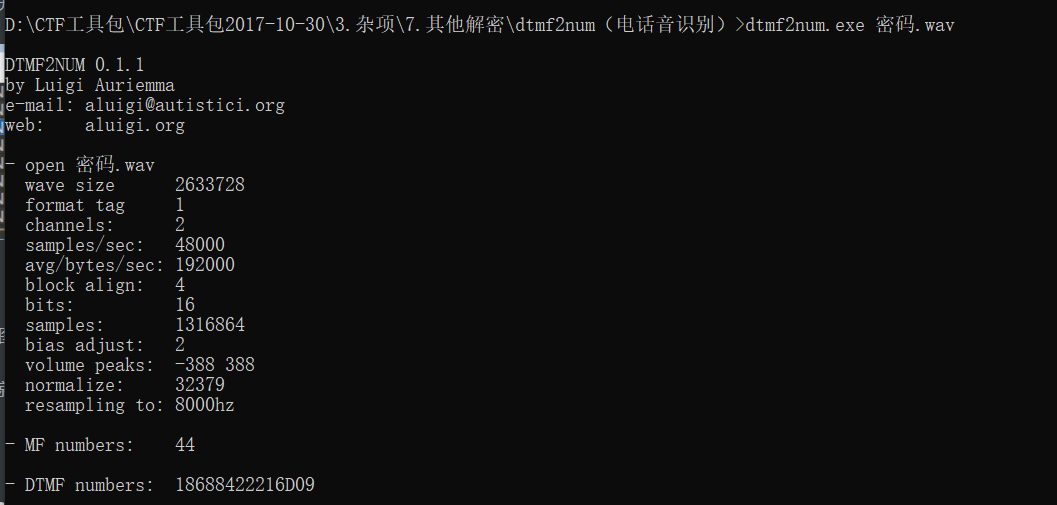 D:\CTF工具包\CTF工具包2017-10-30\3.杂项\7.其他解密\dtmf2num（电话音识别）>dtmf2num.exe 密码.wav
DTMF2NUM 0.1.1
by Luigi Auriemma
e-mail: aluigi@autistici.org
web:    aluigi.org
- open 密码.wav
  wave size      2633728
  format tag     1
  channels:      2
  samples/sec:   48000
  avg/bytes/sec: 192000
  block align:   4
  bits:          16
  samples:       1316864
  bias adjust:   2
  volume peaks:  -388 388
  normalize:     32379
  resampling to: 8000hz
- MF numbers:    44
- DTMF numbers:  18688422216D09